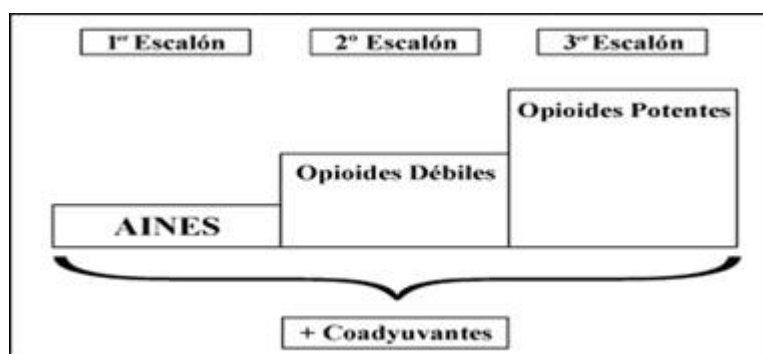 1er Escalón
2º Escalón
3er Escalón
Opioides Potentes
Opioides Débiles
AINES
+ Coadyuvantes